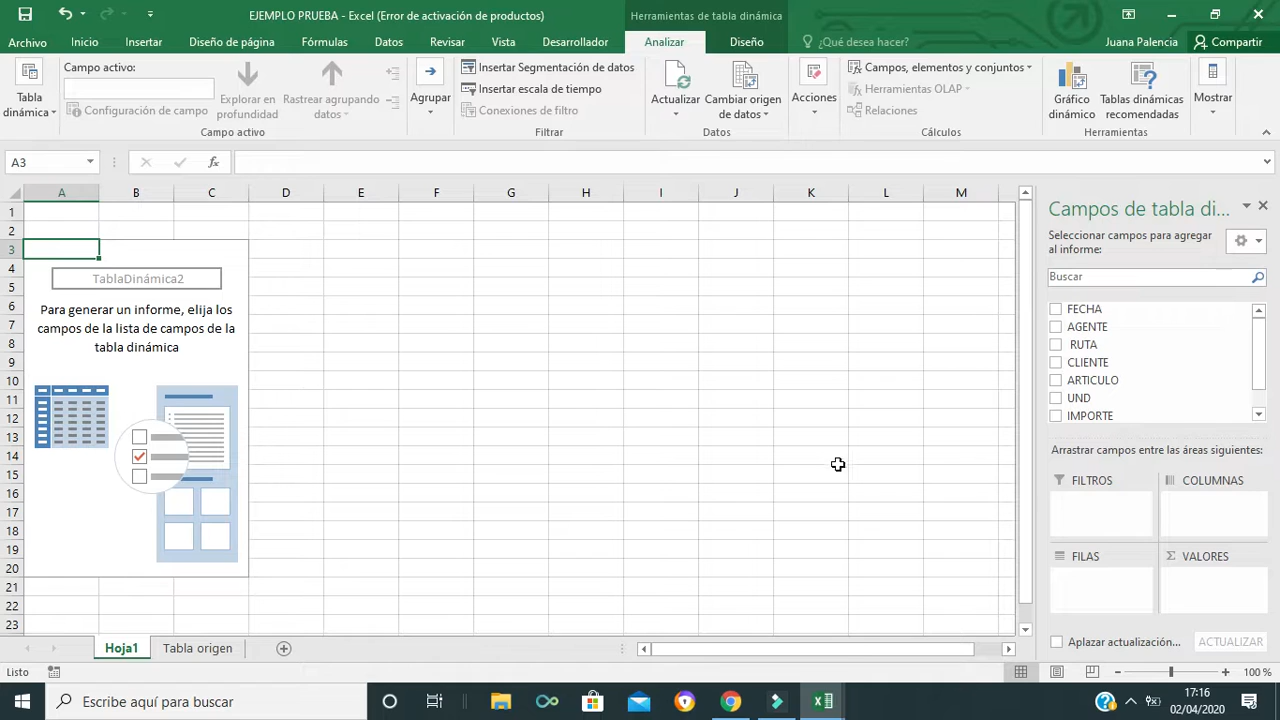 EJEMPLO PRUEBA - Excel (Error de activación de productos)
Herramientas de tabla dinámica
Archivo Inicio Insertar Diseño de página Fórmulas Datos Revisar Vista Desarrollador Analizar Diseño ¿Qué desea hacer? Juana Palencia Compartir
Tabla dinámica
Campo activo:
Configuración de campo
Explorar en profundidad
Rastrear agrupando datos
Campo activo
Agrupar
Insertar Segmentación de datos
Insertar escala de tiempo
Conexiones de filtro
Filtrar
Actualizar
Cambiar origen de datos
Datos
Acciones
Campos, elementos y conjuntos
Herramientas OLAP
Relaciones
Cálculos
Gráfico dinámico
Tablas dinámicas recomendadas
Herramientas
Mostrar
A3
fx
A B C D E F G H I J K L M
1
2
3
4
5
6
7
8
9
10
11
12
13
14
15
16
17
18
19
20
21
22
23
TablaDinámica2
Para generar un informe, elija los
campos de la lista de campos de la
tabla dinámica
Campos de tabla di...
Seleccionar campos para agregar
al informe:
Buscar
FECHA
AGENTE
RUTA
CLIENTE
ARTICULO
UND
IMPORTE
Arrastrar campos entre las áreas siguientes:
FILTROS
COLUMNAS
FILAS
Σ VALORES
Aplazar actualización...
ACTUALIZAR
Hoja1 Tabla origen
Listo
100 %
Escribe aquí para buscar
17:16
02/04/2020